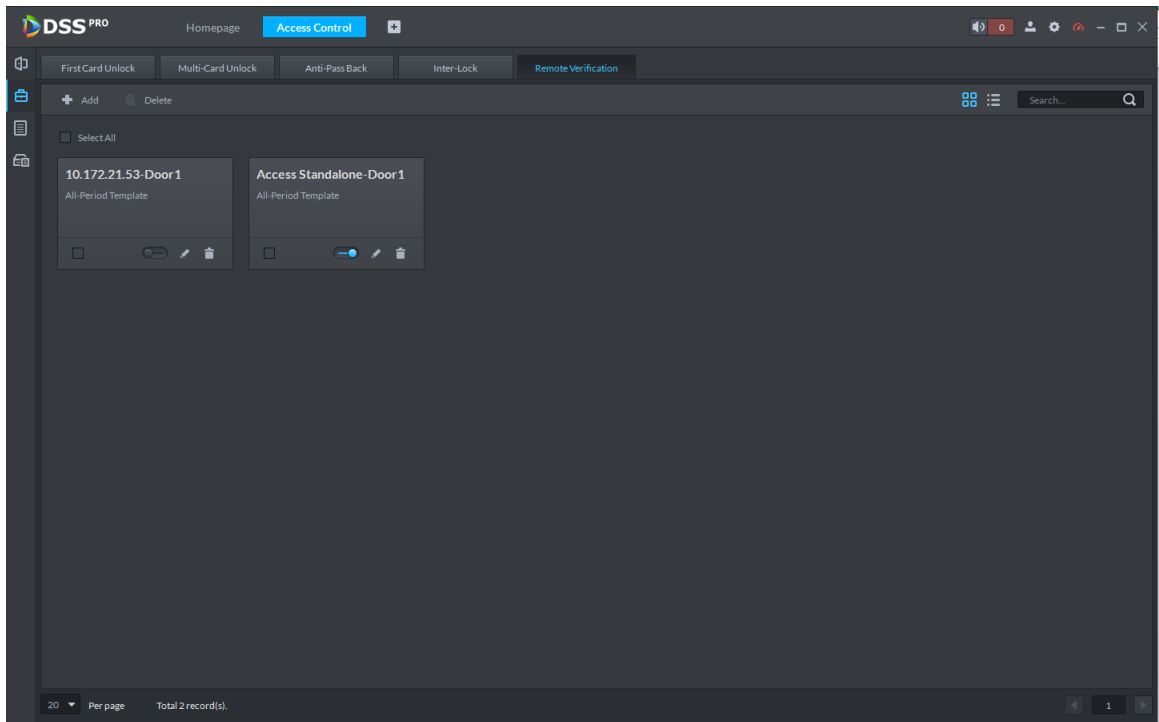 DSS PRO Homepage Access Control 0
First Card Unlock Multi-Card Unlock Anti-Pass Back Inter-Lock Remote Verification
Add Delete Search...
Select All
10.172.21.53-Door1 Access Standalone-Door1
All-Period Template All-Period Template
20 Per page Total 2 record(s). 1